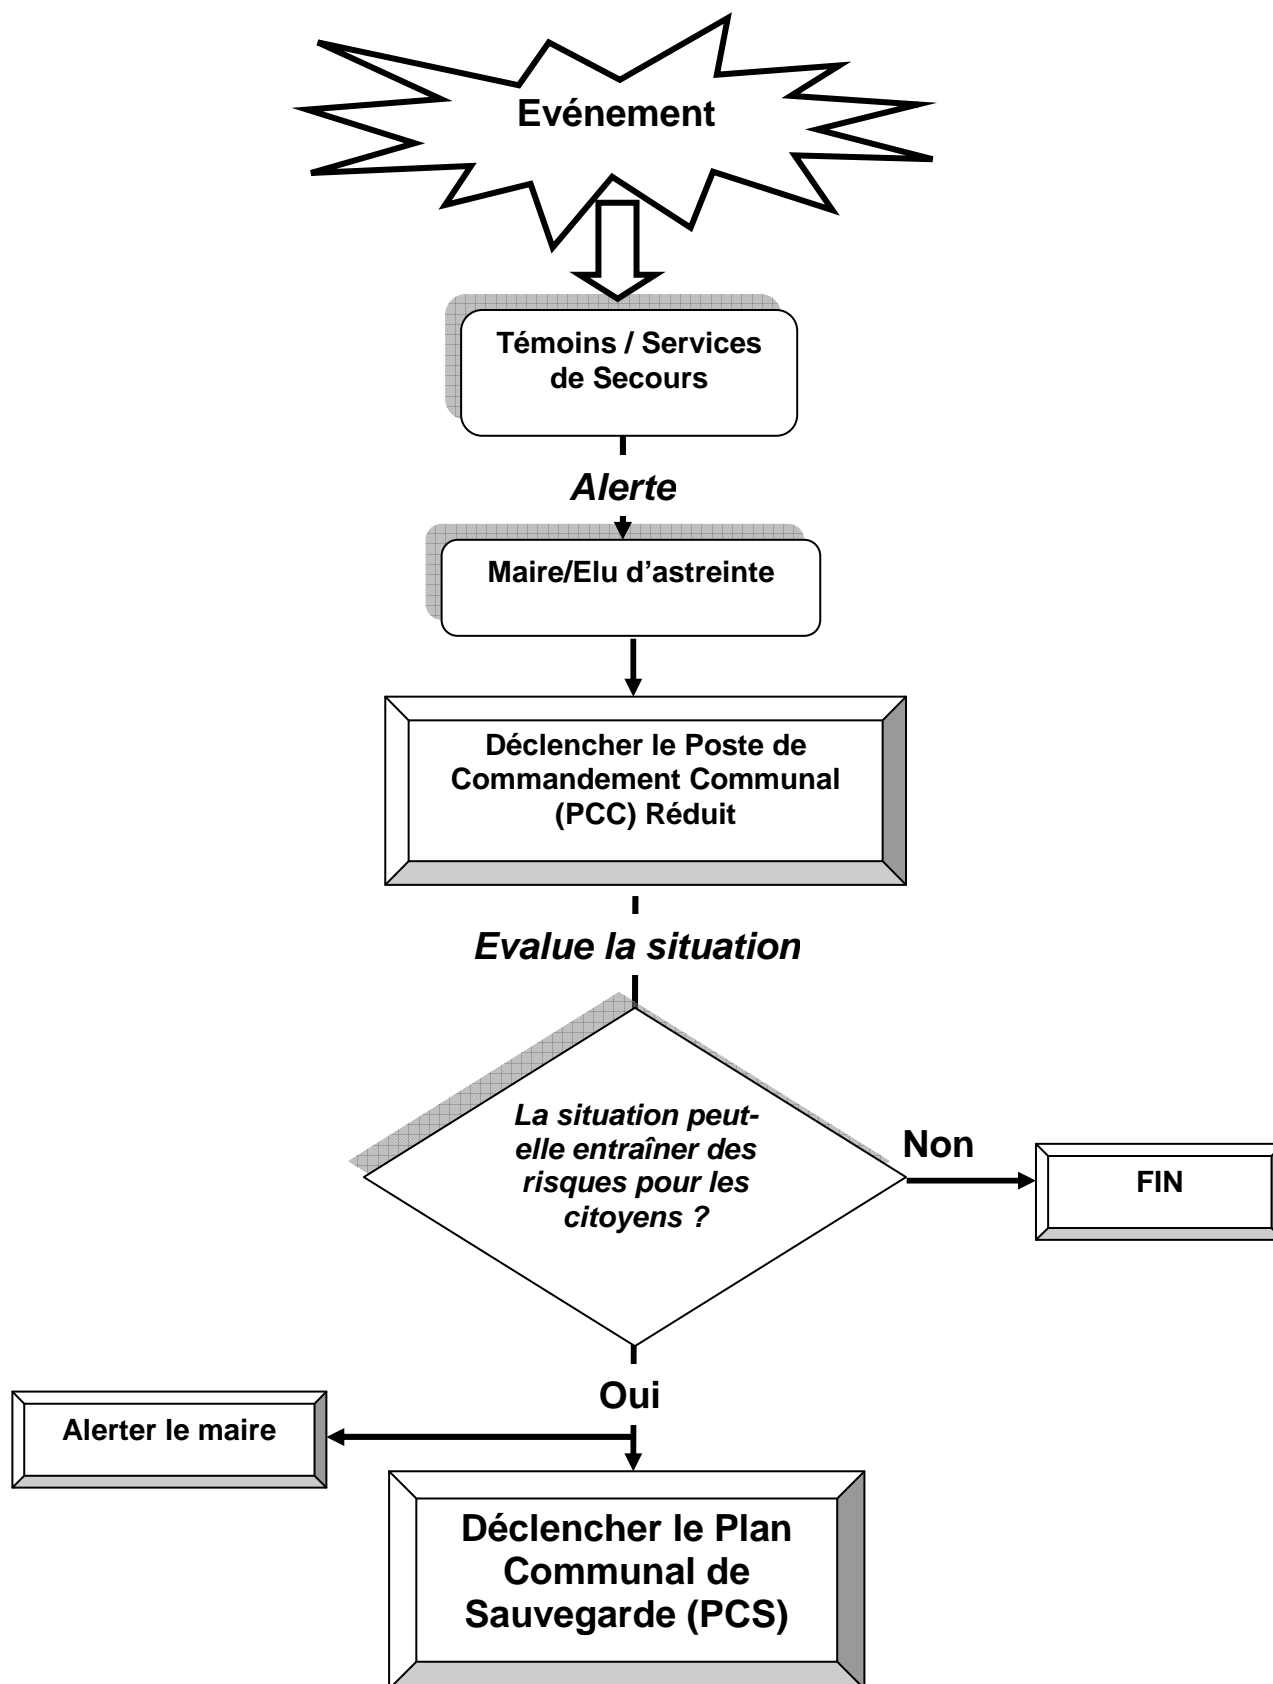 Evénement
Témoins / Services
de Secours
Alerte
Maire/Elu d'astreinte
Déclencher le Poste de
Commandement Communal
(PCC) Réduit
Evalue la situation
La situation peut-
elle entraîner des
risques pour les
citoyens ?
Non
FIN
Oui
Alerter le maire
Déclencher le Plan
Communal de
Sauvegarde (PCS)